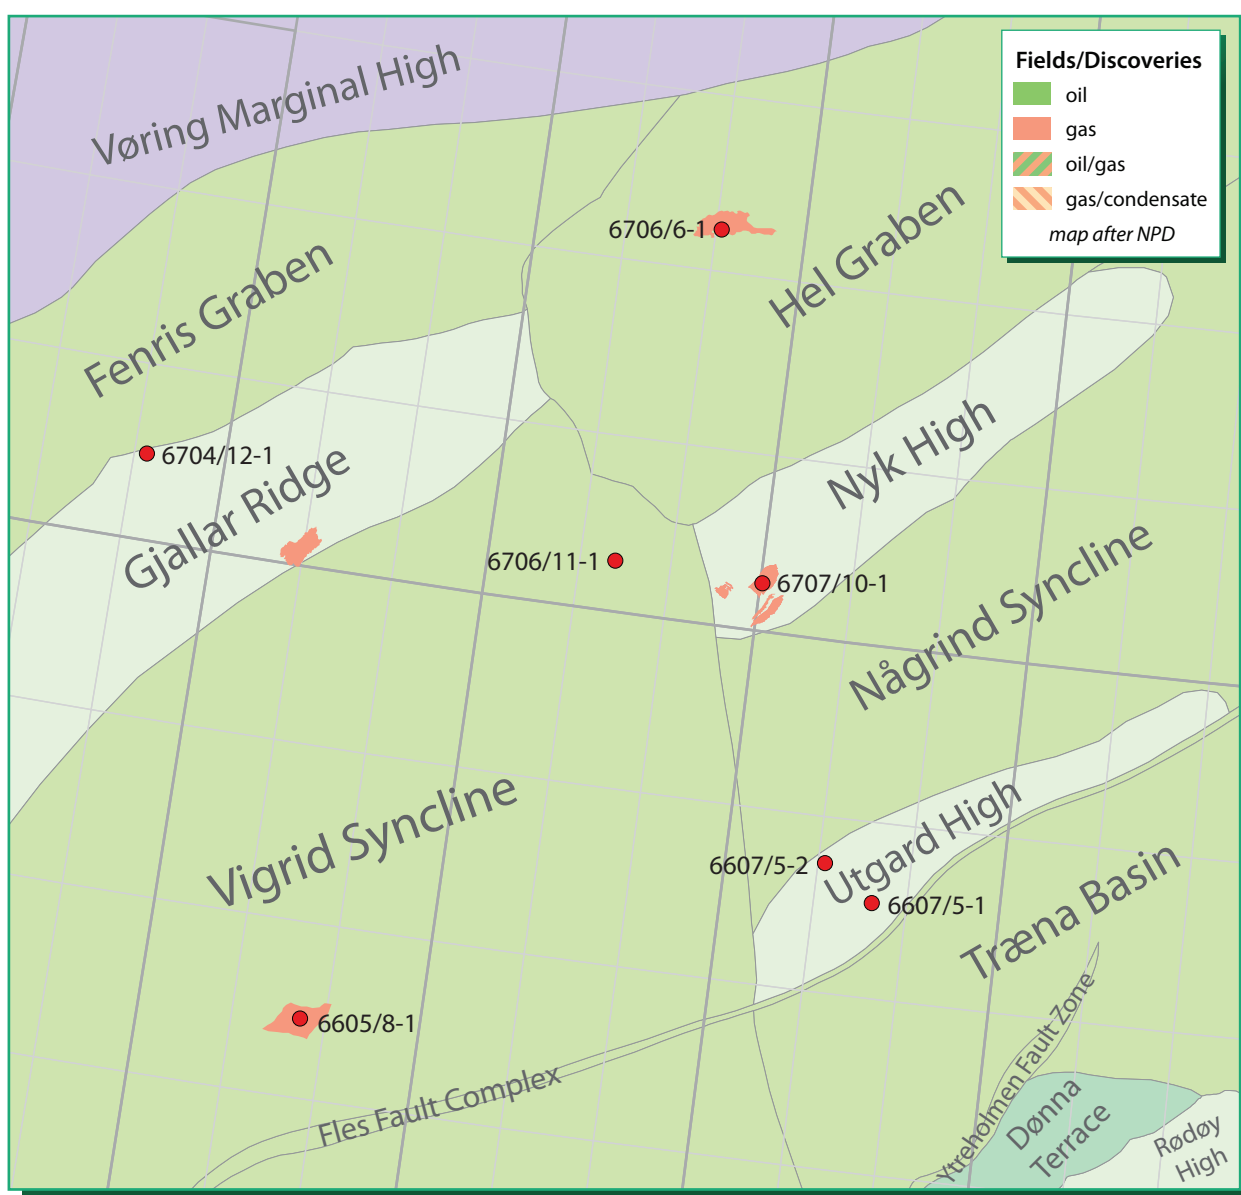 Fields/Discoveries
oil
gas
oil/gas
gas/condensate
map after NPD
Vøring Marginal High
6706/6-1
Hel Graben
Fenris Graben
6704/12-1
Gjallar Ridge
Nyk High
6706/11-1
6707/10-1
Någrind Syncline
Vigrid Syncline
Utgard High
6607/5-2
6607/5-1
Træna Basin
6605/8-1
Fles Fault Complex
Ytreholmen Fault Zone
Dønna
Terrace
Rødøy
High